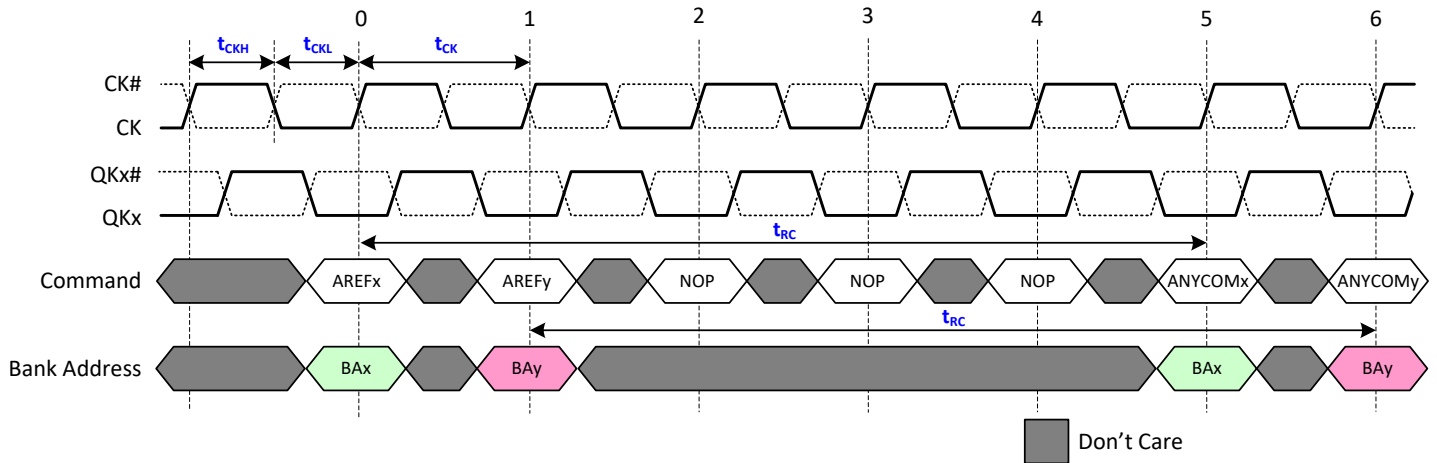 0 1 2 3 4 5 6
tCKH tCKL tCK
CK#
CK
QKx#
QKx
tRC
Command AREFx AREFy NOP NOP NOP ANYCOMx ANYCOMy
tRC
Bank Address BAx BAy BAx BAy
Don't Care